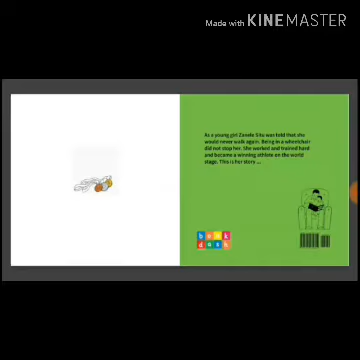 Made with KINEMASTER
As a young girl Zanele Situ was told that she
would never walk again. Being in a wheelchair
did not stop her. She worked and trained hard
and became a winning athlete on the world
stage. This is her story ...
book
dash